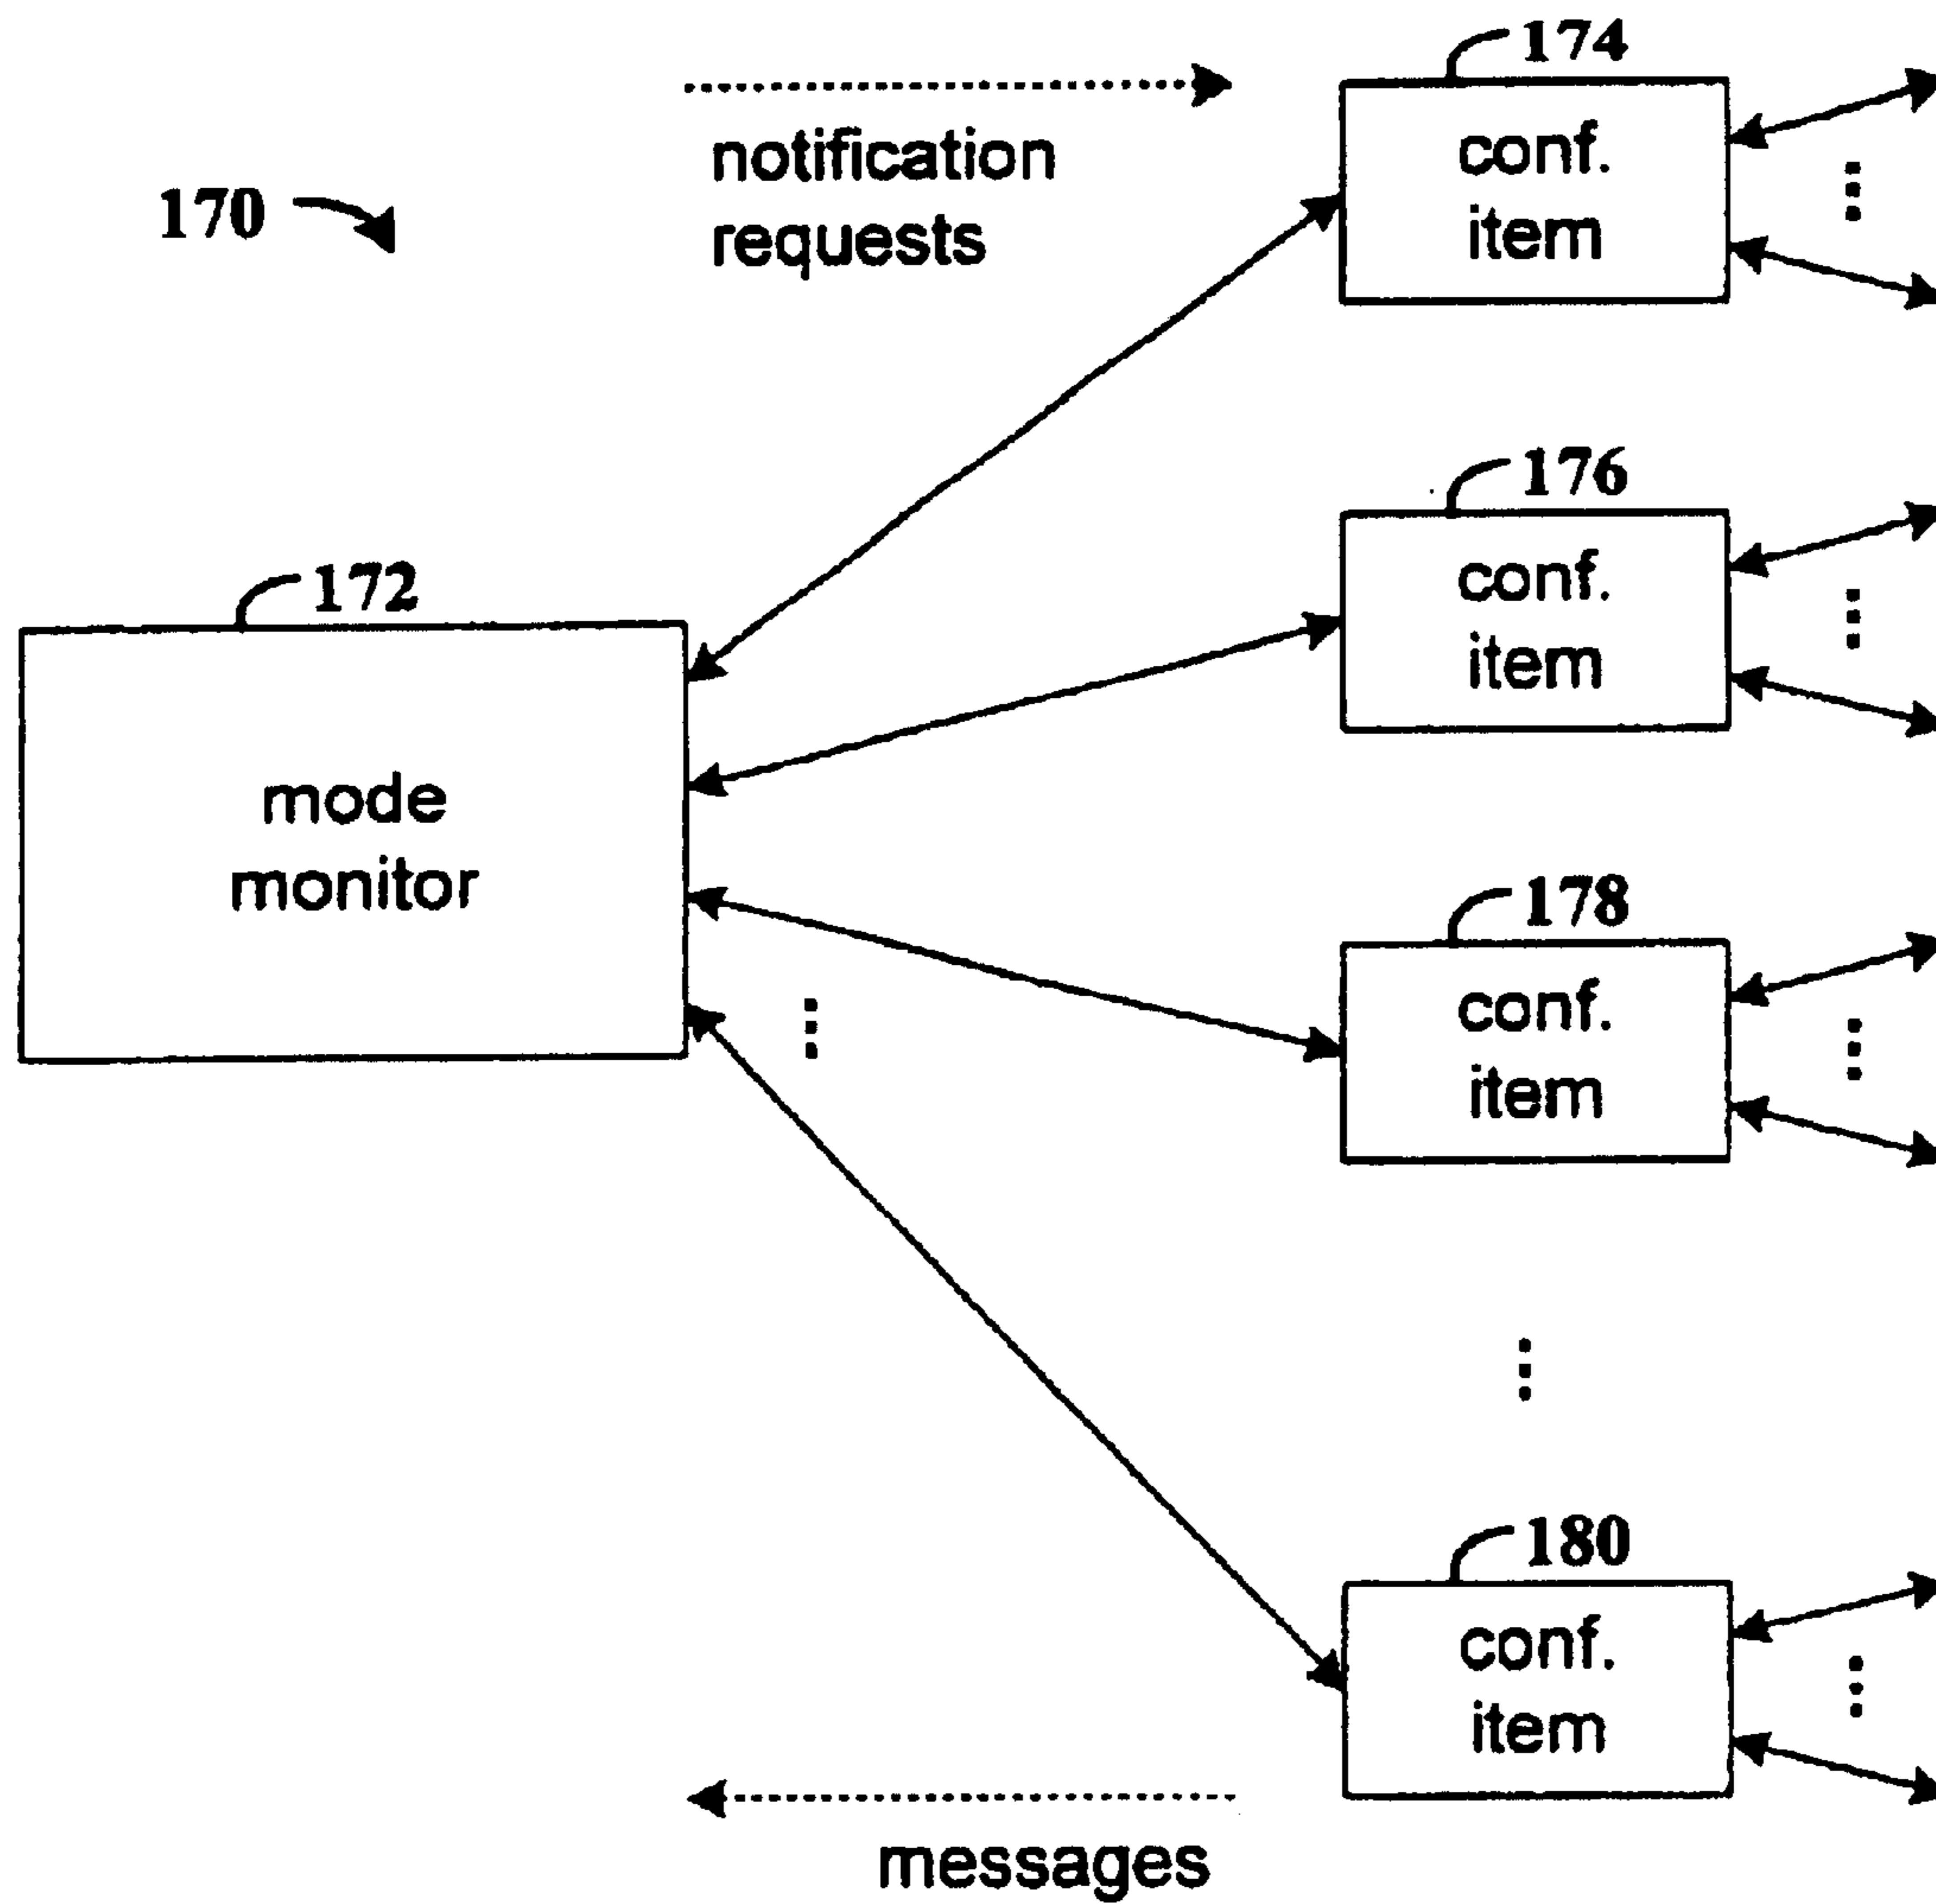 174
notification
requests
170
conf.
item
176
conf.
item
172
mode
monitor
178
conf.
item
180
conf.
item
messages